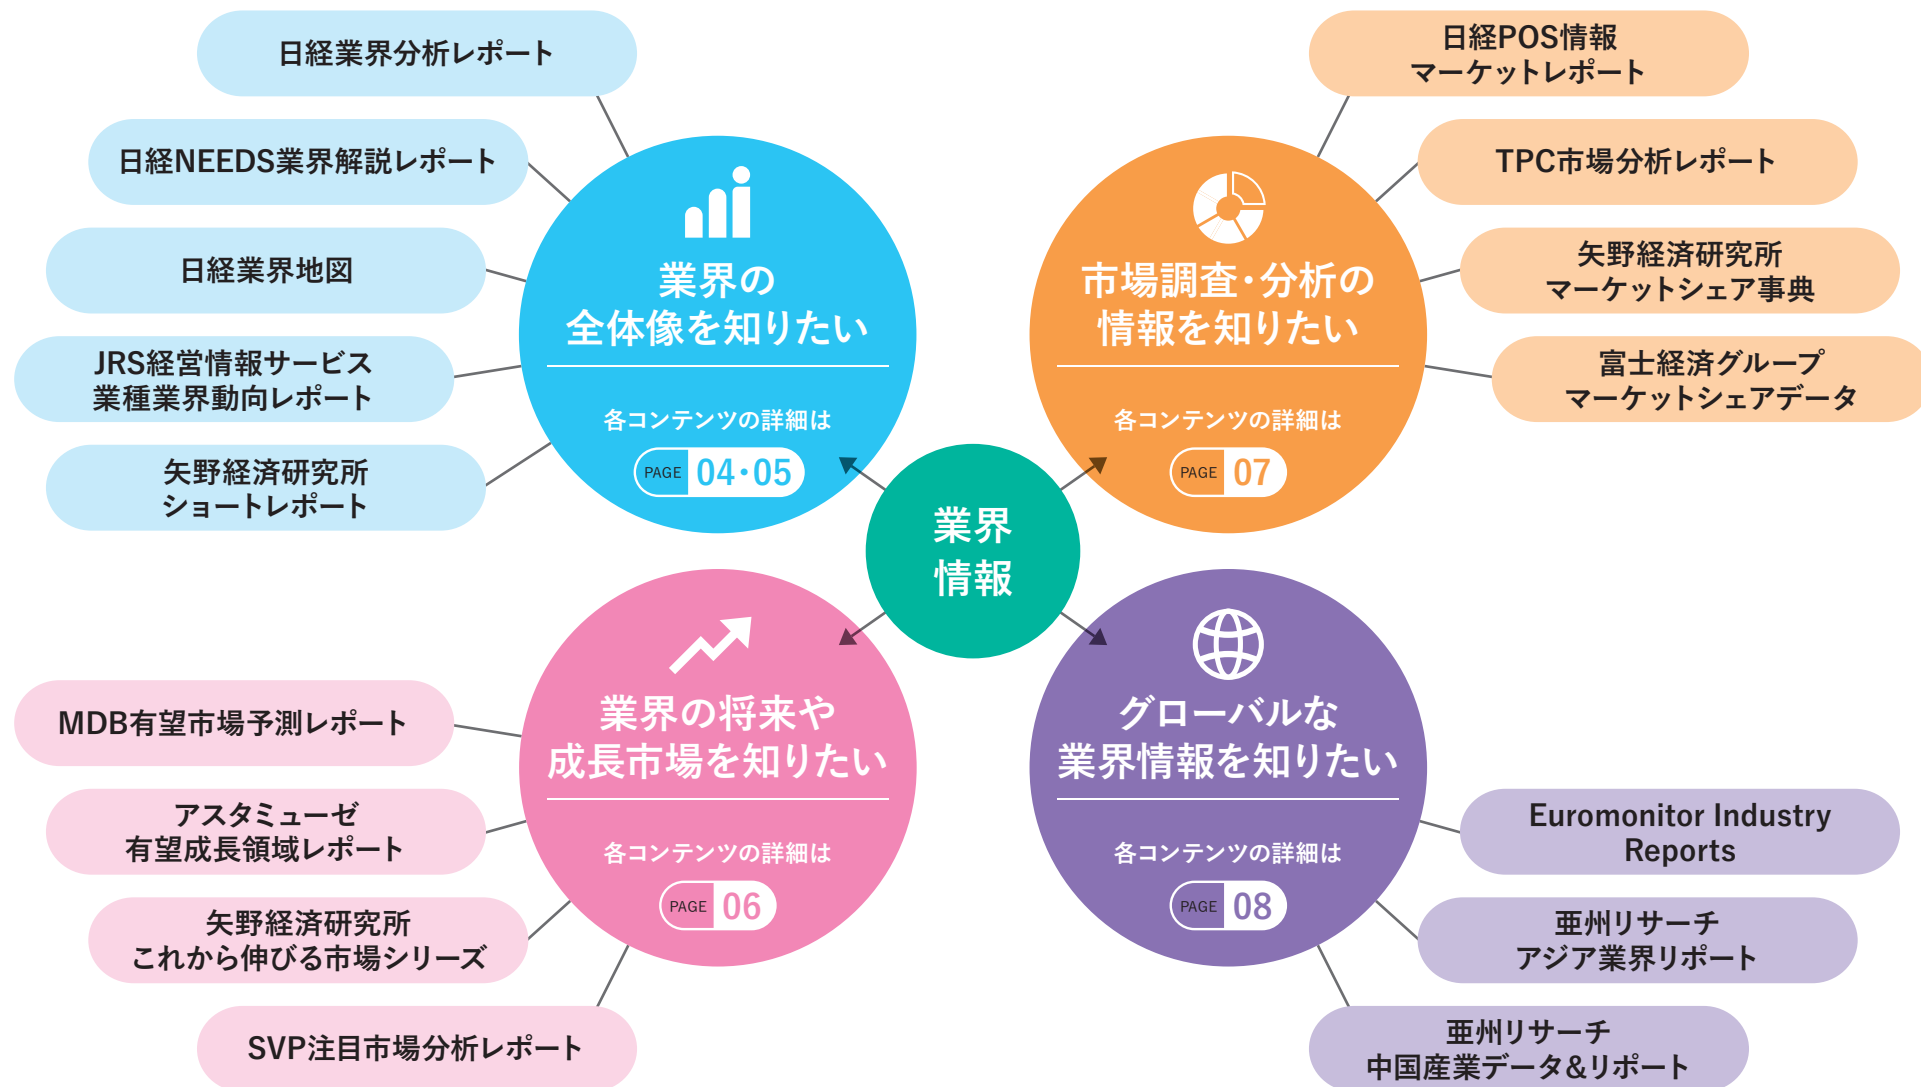 日経業界分析レポート
日経NEEDS業界解説レポート
日経業界地図
JRS経営情報サービス
業種業界動向レポート
矢野経済研究所
ショートレポート
業界の
全体像を知りたい
各コンテンツの詳細は
PAGE 04・05
日経POS情報
マーケットレポート
TPC市場分析レポート
矢野経済研究所
マーケットシェア事典
富士経済グループ
マーケットシェアデータ
市場調査・分析の
情報を知りたい
各コンテンツの詳細は
PAGE 07
業界
情報
MDB有望市場予測レポート
アスタミューゼ
有望成長領域レポート
矢野経済研究所
これから伸びる市場シリーズ
SVP注目市場分析レポート
業界の将来や
成長市場を知りたい
各コンテンツの詳細は
PAGE 06
グローバルな
業界情報を知りたい
各コンテンツの詳細は
PAGE 08
Euromonitor Industry
Reports
亜州リサーチ
アジア業界リポート
亜州リサーチ
中国産業データ&リポート